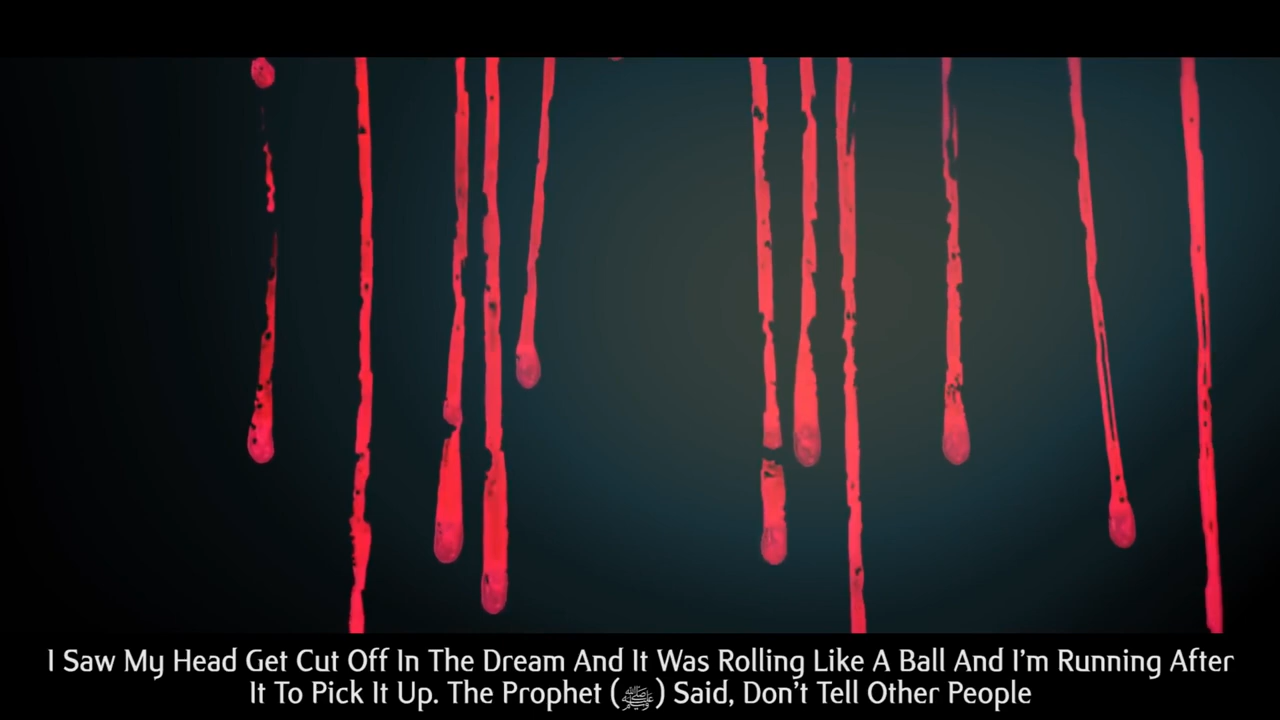 I Saw My Head Get Cut Off In The Dream And It Was Rolling Like A Ball And I'm Running After
It To Pick It Up. The Prophet (ﷺ) Said, Don't Tell Other People